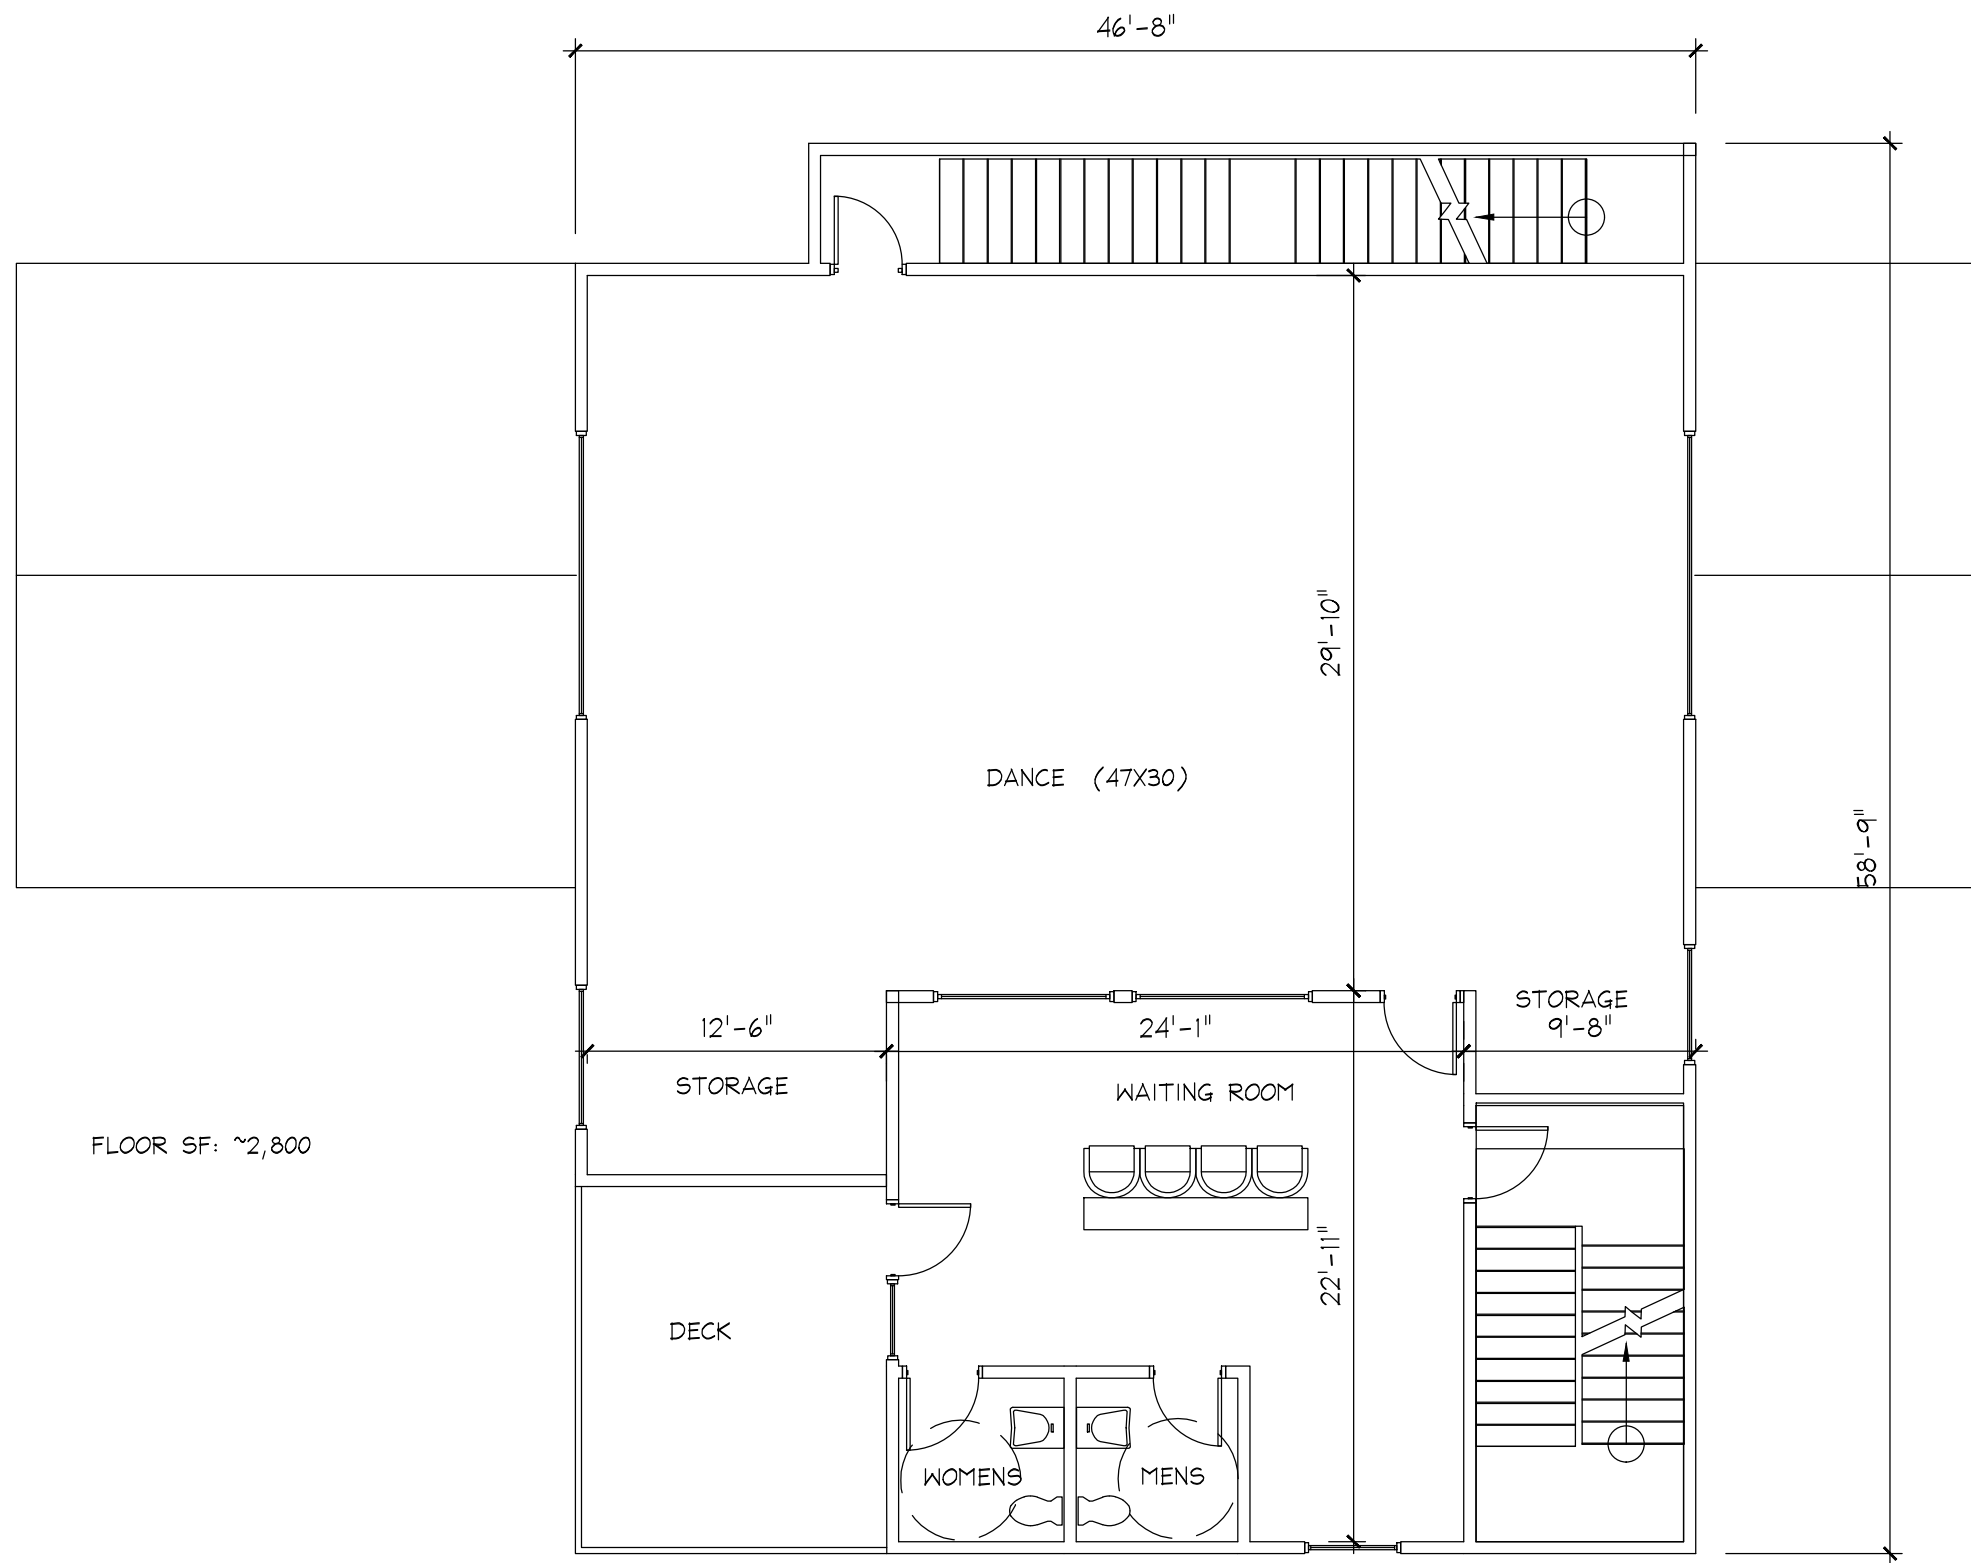 46'-8"
29'-10"
DANCE (47X30)
58'-9"
STORAGE
12'-6"
24'-1"
9'-8"
STORAGE
WAITING ROOM
FLOOR SF: ~2,800
22'-11"
DECK
WOMENS
MENS